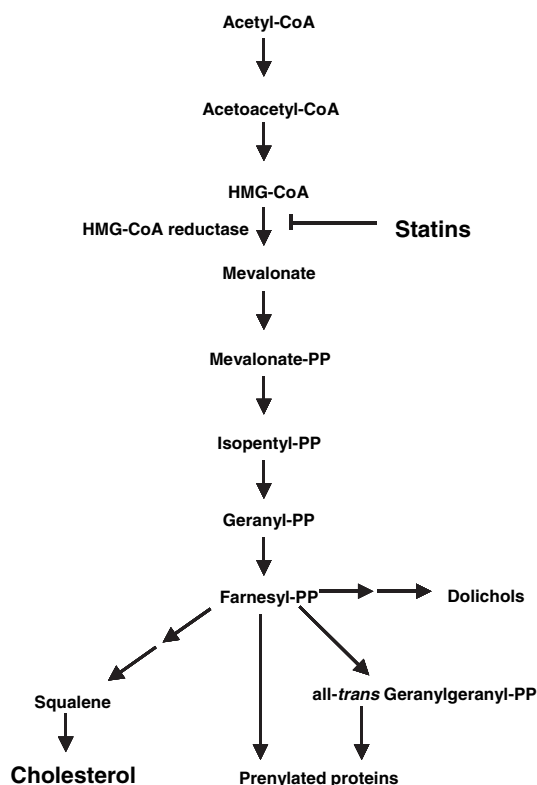 Acetyl-CoA
Acetoacetyl-CoA
HMG-CoA
HMG-CoA reductase
Statins
Mevalonate
Mevalonate-PP
Isopentyl-PP
Geranyl-PP
Farnesyl-PP
Dolichols
Squalene
all-trans Geranylgeranyl-PP
Cholesterol
Prenylated proteins